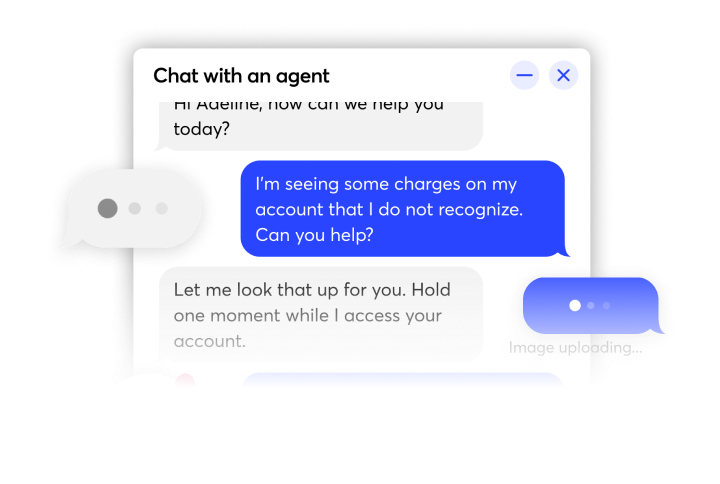 Chat with an agent
Hi Adeline, how can we help you
today?
I'm seeing some charges on my
account that I do not recognize.
Can you help?
Let me look that up for you. Hold
one moment while I access your
account.
Image uploading...